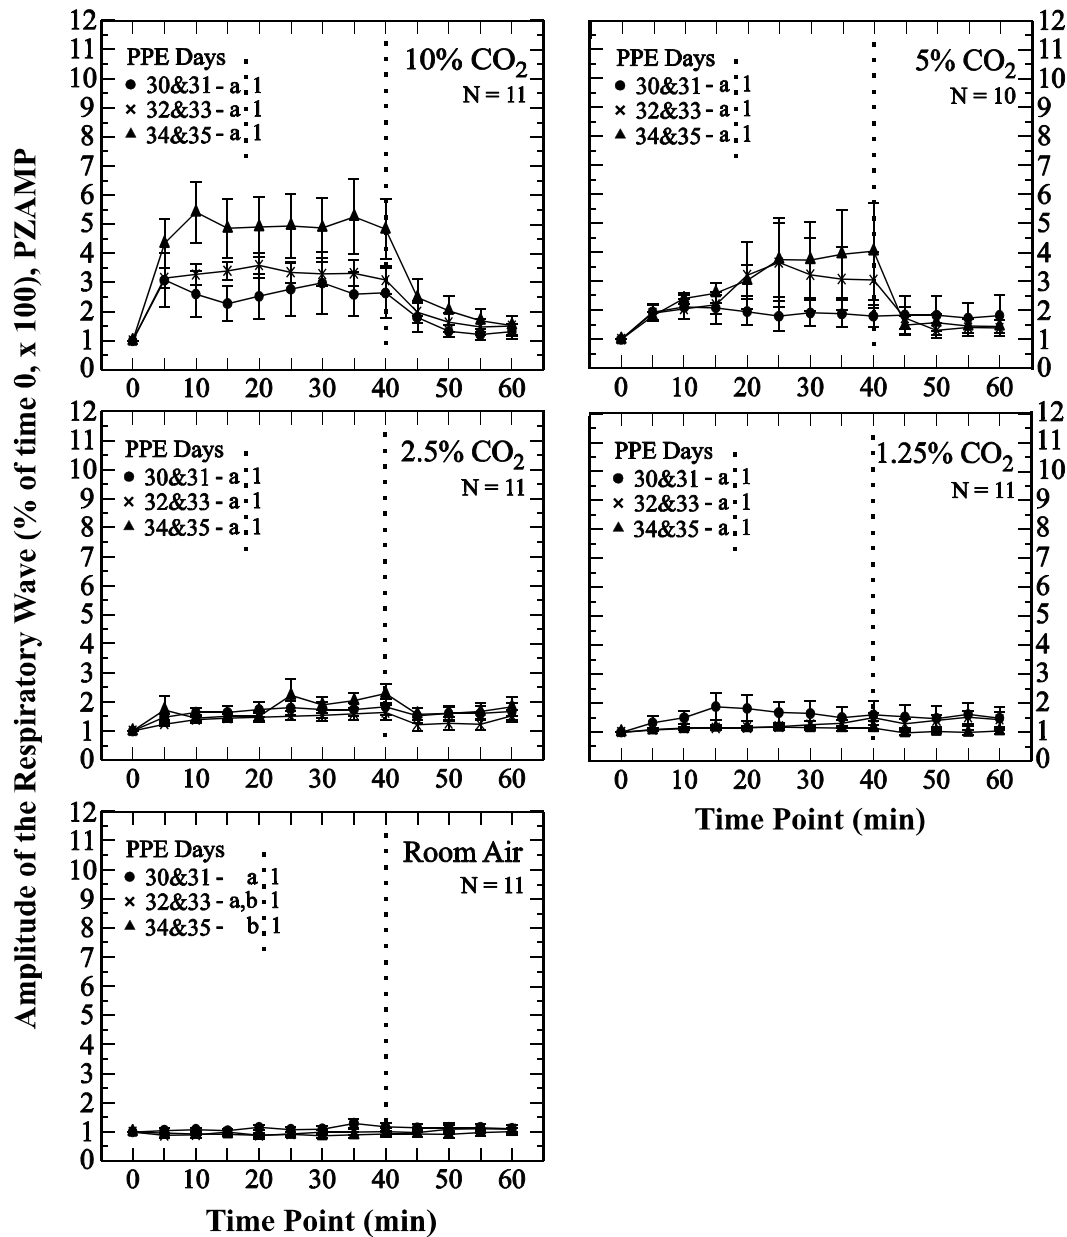 Amplitude of the Respiratory Wave (% of time 0, x 100), PZAMP
12
11
10
9
8
7
6
5
4
3
2
1
0
PPE Days
30&31 - a 1
32&33 - a 1
34&35 - a 1
10% CO2
N = 11
0 10 20 30 40 50 60
PPE Days
30&31 - a 1
32&33 - a 1
34&35 - a 1
5% CO2
N = 10
12
11
10
9
8
7
6
5
4
3
2
1
0
0 10 20 30 40 50 60
12
11
10
9
8
7
6
5
4
3
2
1
0
PPE Days
30&31 - a 1
32&33 - a 1
34&35 - a 1
2.5% CO2
N = 11
0 10 20 30 40 50 60
PPE Days
30&31 - a 1
32&33 - a 1
34&35 - a 1
1.25% CO2
N = 11
12
11
10
9
8
7
6
5
4
3
2
1
0
0 10 20 30 40 50 60
Time Point (min)
12
11
10
9
8
7
6
5
4
3
2
1
0
PPE Days
30&31 - a 1
32&33 - a,b 1
34&35 - b 1
Room Air
N = 11
0 10 20 30 40 50 60
Time Point (min)